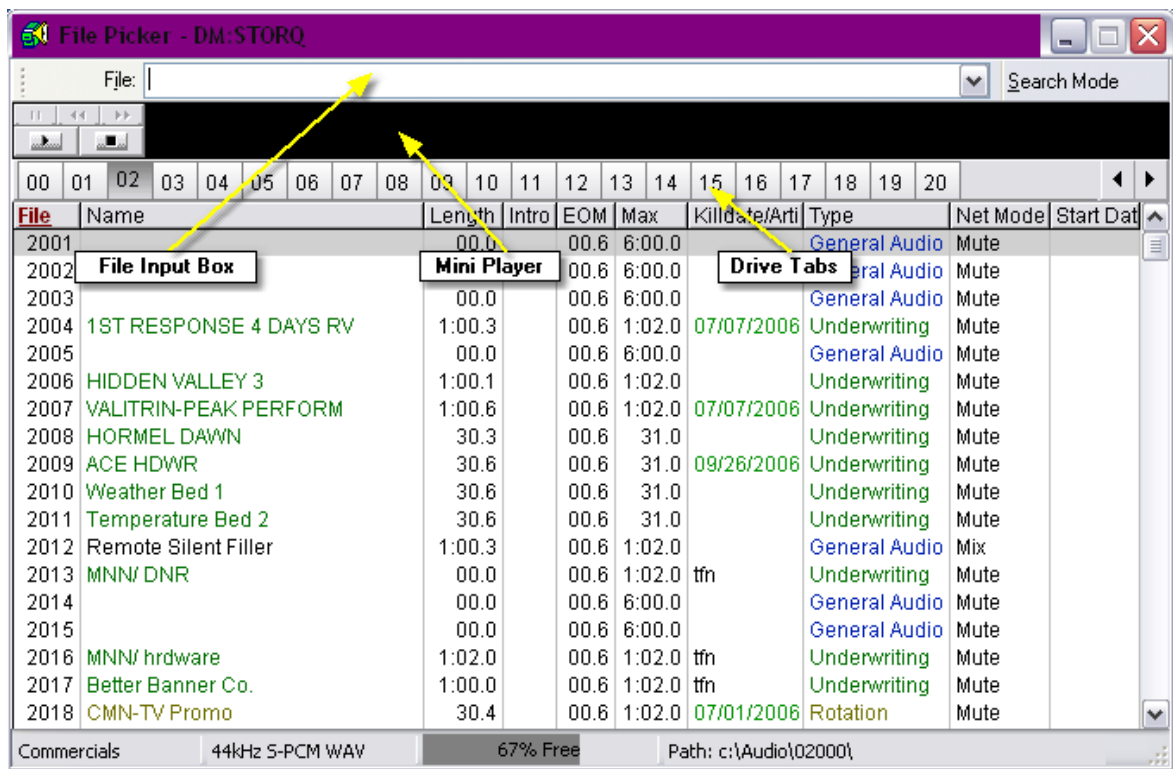 File Picker - DM:STORQ
File: Search Mode
00 01 02 03 04 05 06 07 08 09 10 11 12 13 14 15 16 17 18 19 20
File Name Length Intro EOM Max Killdate/Arti Type Net Mode Start Dat
2001 00.0 00.6 6:00.0 General Audio Mute
File Input Box Mini Player Drive Tabs
2002 00.6 6:00.0 Mute
2003 00.0 00.6 6:00.0 General Audio Mute
2004 1ST RESPONSE 4 DAYS RV 1:00.3 00.6 1:02.0 07/07/2006 Underwriting Mute
2005 00.0 00.6 6:00.0 General Audio Mute
2006 HIDDEN VALLEY 3 1:00.1 00.6 1:02.0 Underwriting Mute
2007 VALITRIN-PEAK PERFORM 1:00.6 00.6 1:02.0 07/07/2006 Underwriting Mute
2008 HORMEL DAWN 30.3 00.6 31.0 Underwriting Mute
2009 ACE HDWR 30.6 00.6 31.0 09/26/2006 Underwriting Mute
2010 Weather Bed 1 30.6 00.6 31.0 Underwriting Mute
2011 Temperature Bed 2 30.6 00.6 31.0 Underwriting Mute
2012 Remote Silent Filler 1:00.3 00.6 1:02.0 General Audio Mix
2013 MNN/ DNR 00.0 00.6 1:02.0 tfn Underwriting Mute
2014 00.0 00.6 6:00.0 General Audio Mute
2015 00.0 00.6 6:00.0 General Audio Mute
2016 MNN/ hrdware 1:02.0 00.6 1:02.0 tfn Underwriting Mute
2017 Better Banner Co. 1:00.0 00.6 1:02.0 tfn Underwriting Mute
2018 CMN-TV Promo 30.4 00.6 1:02.0 07/01/2006 Rotation Mute
Commercials 44kHz S-PCM WAV 67% Free Path: c:\Audio\02000\